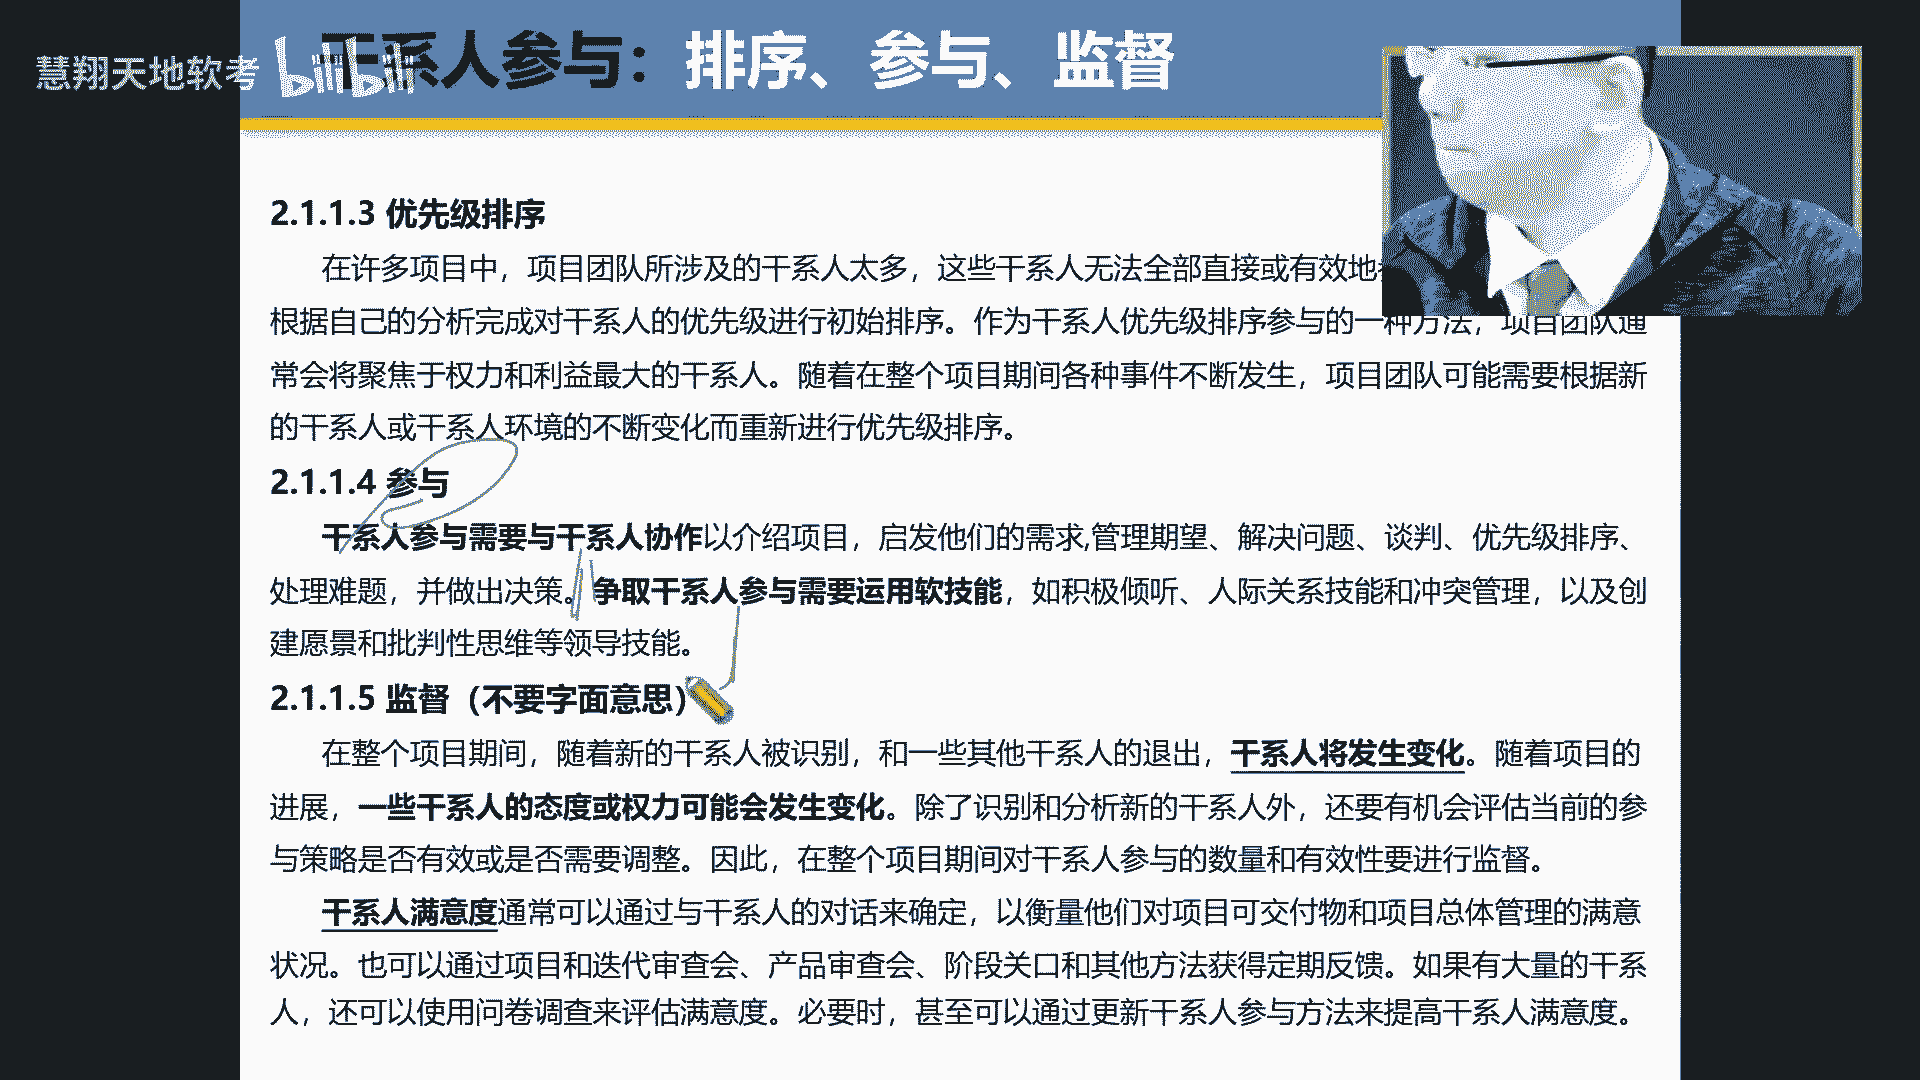 慧翔天地软考 bilibili
干系人参与：排序、参与、监督
2.1.1.3 优先级排序
在许多项目中，项目团队所涉及的干系人太多，这些干系人无法全部直接或有效地
根据自己的分析完成对干系人的优先级进行初始排序。作为干系人优先级排序参与的一种方法，项目团队通
常会将聚焦于权力和利益最大的干系人。随着在整个项目期间各种事件不断发生，项目团队可能需要根据新
的干系人或干系人环境的不断变化而重新进行优先级排序。
2.1.1.4 参与
干系人参与需要与干系人协作以介绍项目，启发他们的需求,管理期望、解决问题、谈判、优先级排序、
处理难题，并做出决策。争取干系人参与需要运用软技能，如积极倾听、人际关系技能和冲突管理，以及创
建愿景和批判性思维等领导技能。
2.1.1.5 监督（不要字面意思）
在整个项目期间，随着新的干系人被识别，和一些其他干系人的退出，干系人将发生变化。随着项目的
进展，一些干系人的态度或权力可能会发生变化。除了识别和分析新的干系人外，还要有机会评估当前的参
与策略是否有效或是否需要调整。因此，在整个项目期间对干系人参与的数量和有效性要进行监督。
干系人满意度通常可以通过与干系人的对话来确定，以衡量他们对项目可交付物和项目总体管理的满意
状况。也可以通过项目和迭代审查会、产品审查会、阶段关口和其他方法获得定期反馈。如果有大量的干系
人，还可以使用问卷调查来评估满意度。必要时，甚至可以通过更新干系人参与方法来提高干系人满意度。